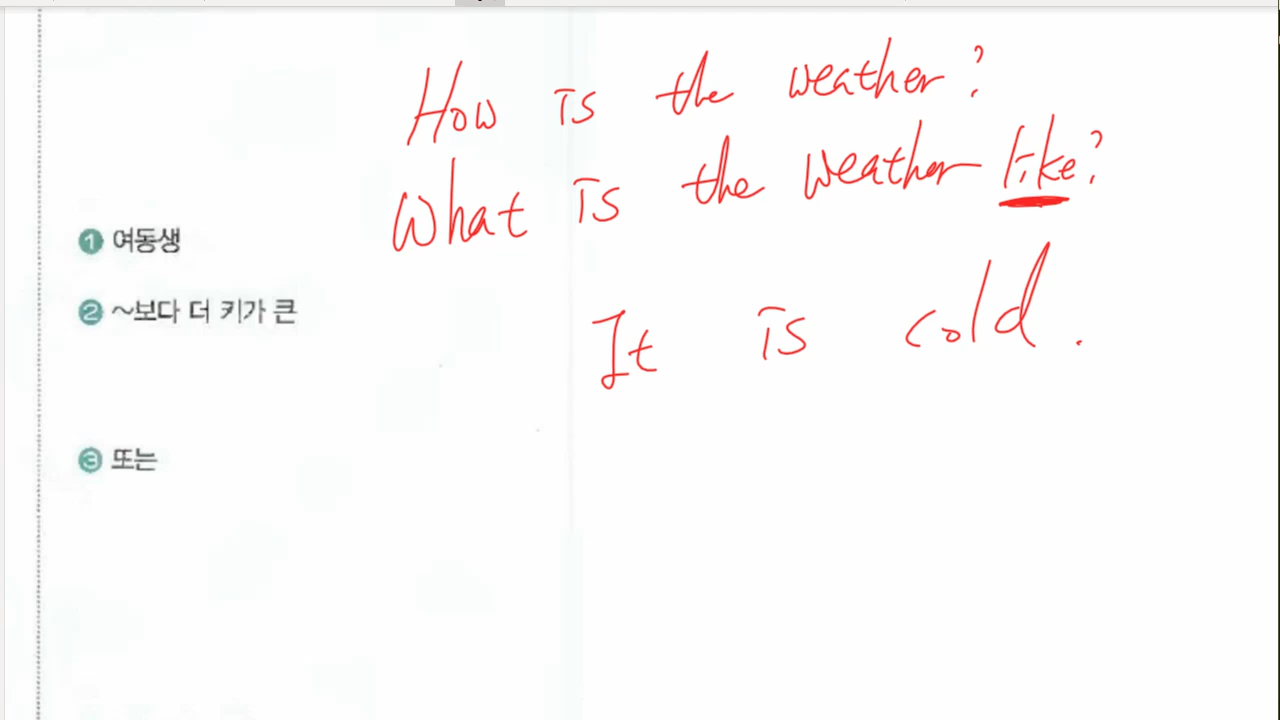 How is the weather?
What is the weather like?
① 여동생
② ~보다 더 키가 큰
It is cold.
③ 또는